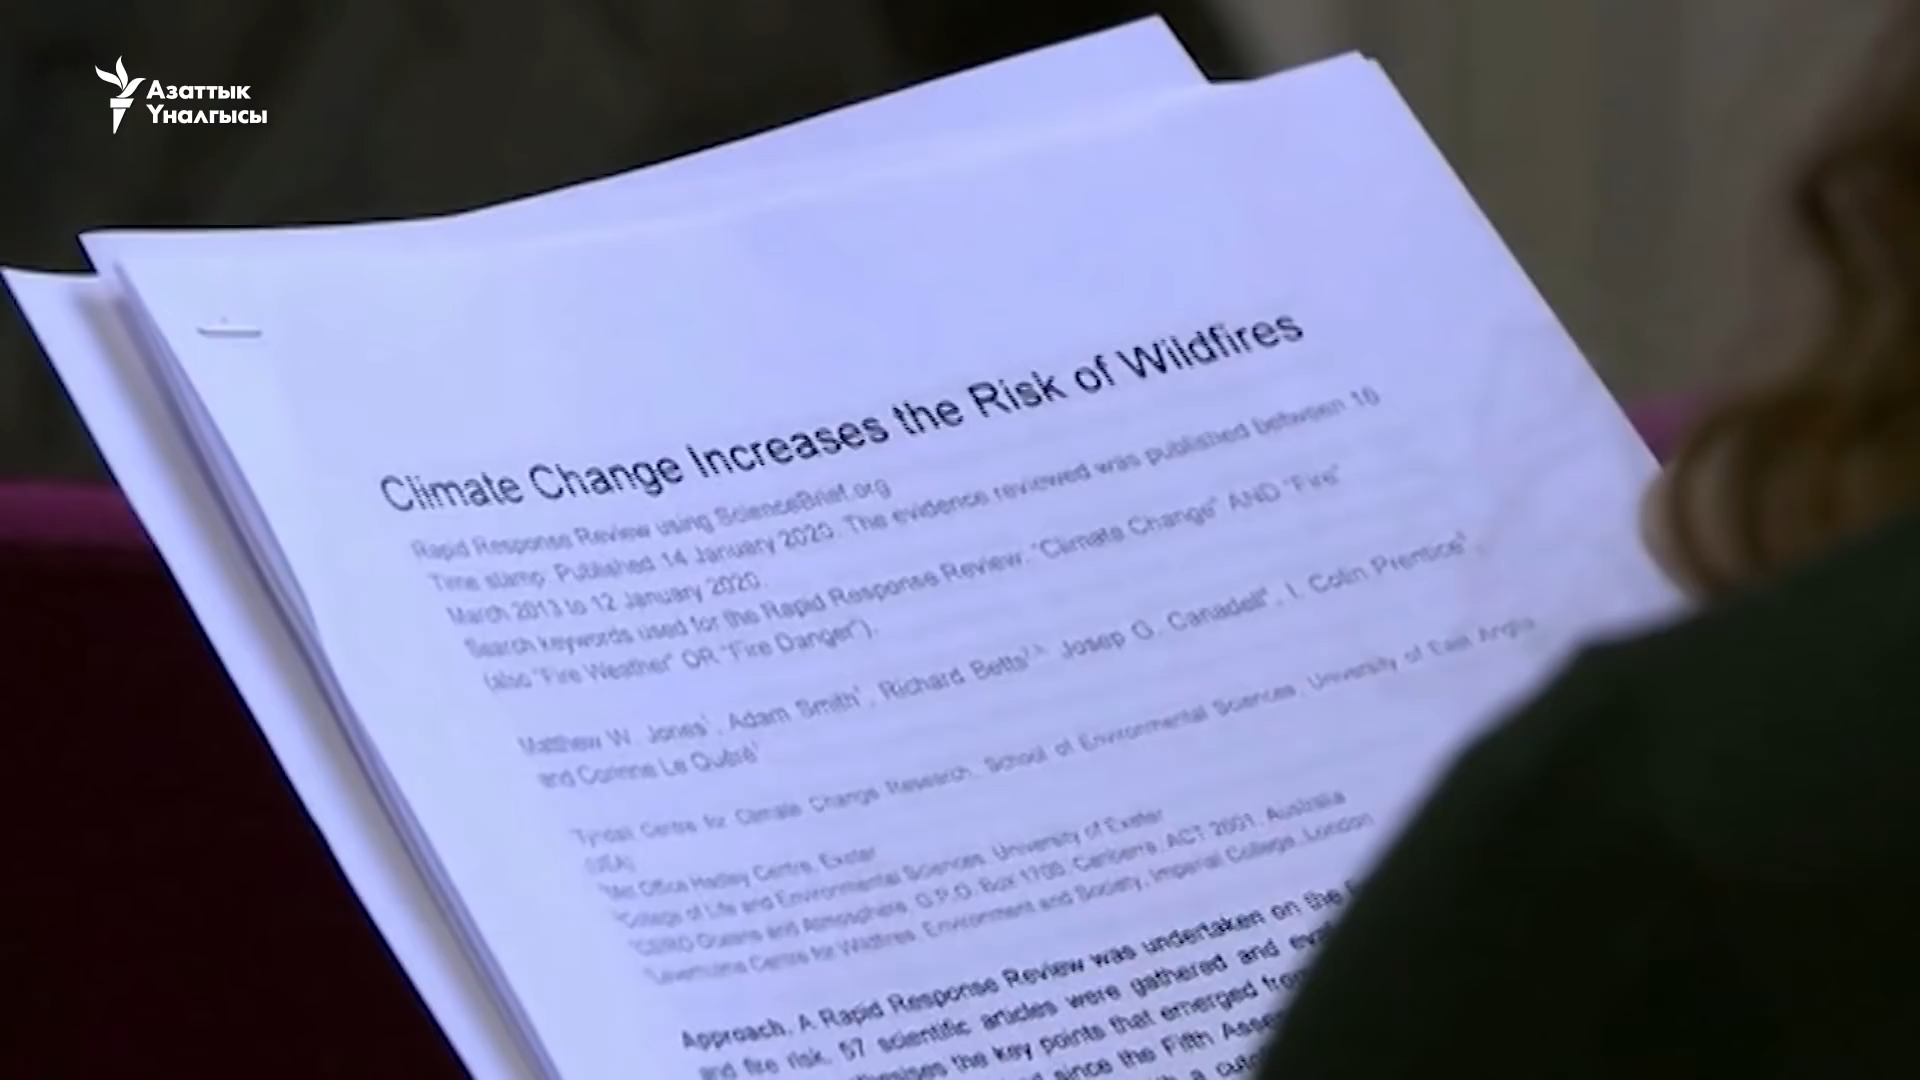 Азаттык
Үналгысы
Climate Change Increases the Risk of Wildfires
Rapid Response Review using ScienceBrief.org
Time stamp: Published 14 January 2020. The evidence reviewed was published between 16
March 2013 to 12 January 2020.
Search keywords used for the Rapid Response Review: "Climate Change" AND "Fire"
(also "Fire Weather" OR "Fire Danger").
Matthew W. Jones¹, Adam Smith¹, Richard Betts, Josep G. Canadell, I. Colin Prentice
and Corinne Le Quéré¹
Tyndall Centre for Climate Change Research, School of Environmental Sciences, University of East Anglia
(UEA)
Met Office Hadley Centre, Exeter
College of Life and Environmental Sciences, University of Exeter
CSIRO Oceans and Atmosphere, G.P.O. Box 1700, Canberra, ACT 2601, Australia
Leverhulme Centre for Wildfires, Environment and Society, Imperial College, London
Approach. A Rapid Response Review was undertaken on the
and fire risk. 57 scientific articles were gathered and
the key points that emerged from
since the Fifth
a